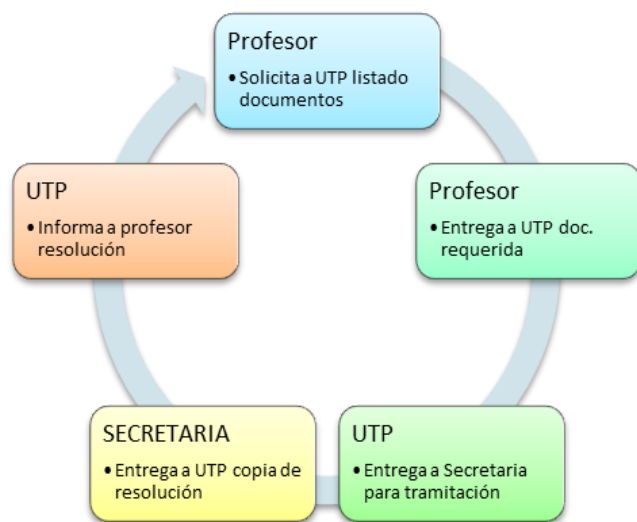 Profesor
• Solicita a UTP listado
documentos
Profesor
• Entrega a UTP doc.
requerida
UTP
• Entrega a Secretaria
para tramitación
SECRETARIA
• Entrega a UTP copia de
resolución
UTP
• Informa a profesor
resolución